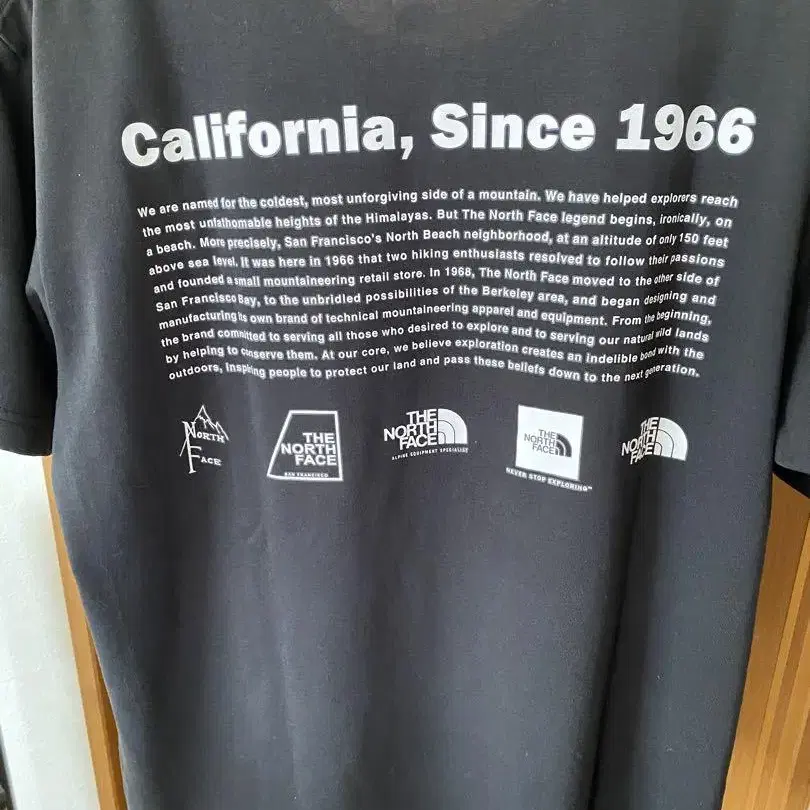 California, Since 1966
We are named for the coldest, most unforgiving side of a mountain. We have helped explorers reach
the most unfathomable heights of the Himalayas. But The North Face legend begins, ironically, on
a beach. More precisely, San Francisco's North Beach neighborhood, at an altitude of only 150 feet
above sea level. It was here in 1966 that two hiking enthusiasts resolved to follow their passions
and founded a small mountaineering retail store. In 1968, The North Face moved to the other side of
San Francisco Bay, to the unbridled possibilities of the Berkeley area, and began designing and
manufacturing its own brand of technical mountaineering apparel and equipment. From the beginning,
the brand committed to serving all those who desired to explore and to serving our natural wild lands
by helping to conserve them. At our core, we believe exploration creates an indelible bond with the
outdoors, inspiring people to protect our land and pass these beliefs down to the next generation.
NORTH
FACE
THE
NORTH
FACE
SAN FRANCISCO
THE
NORTH
FACE
ALPINE EQUIPMENT SPECIALIST
THE
NORTH
FACE
NEVER STOP EXPLORING™
THE
NORTH
FACE